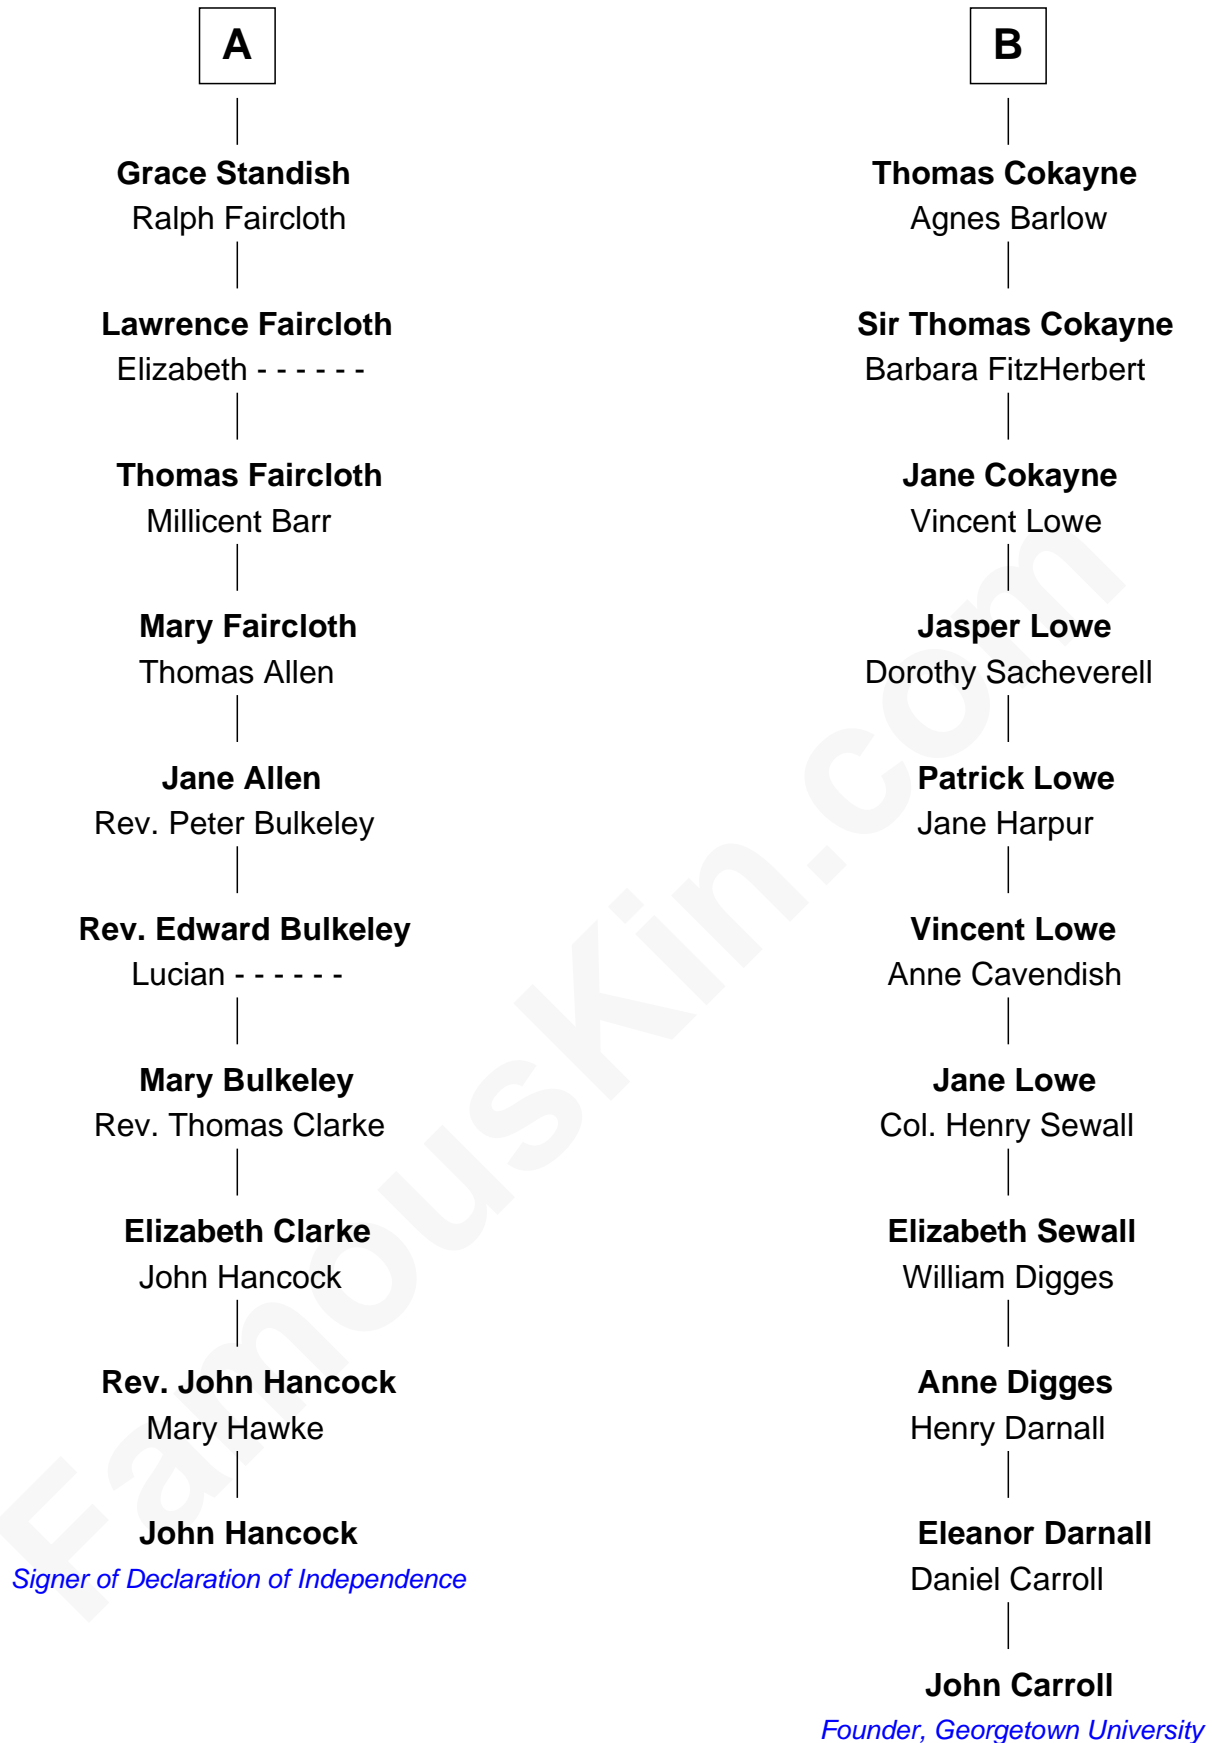 A
Grace Standish
Ralph Faircloth
Lawrence Faircloth
Elizabeth - - - - - -
Thomas Faircloth
Millicent Barr
Mary Faircloth
Thomas Allen
Jane Allen
Rev. Peter Bulkeley
Rev. Edward Bulkeley
Lucian - - - - - -
Mary Bulkeley
Rev. Thomas Clarke
Elizabeth Clarke
John Hancock
Rev. John Hancock
Mary Hawke
John Hancock
Signer of Declaration of Independence
B
Thomas Cokayne
Agnes Barlow
Sir Thomas Cokayne
Barbara FitzHerbert
Jane Cokayne
Vincent Lowe
Jasper Lowe
Dorothy Sacheverell
Patrick Lowe
Jane Harpur
Vincent Lowe
Anne Cavendish
Jane Lowe
Col. Henry Sewall
Elizabeth Sewall
William Digges
Anne Digges
Henry Darnall
Eleanor Darnall
Daniel Carroll
John Carroll
Founder, Georgetown University
FamousKin.com